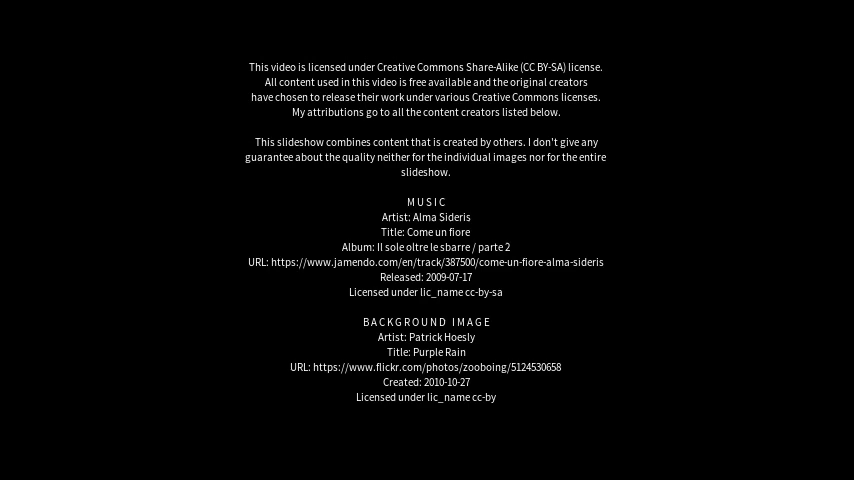 This video is licensed under Creative Commons Share-Alike (CC BY-SA) license.
All content used in this video is free available and the original creators
have chosen to release their work under various Creative Commons licenses.
My attributions go to all the content creators listed below.
This slideshow combines content that is created by others. I don't give any
guarantee about the quality neither for the individual images nor for the entire
slideshow.
MUSIC
Artist: Alma Sideris
Title: Come un fiore
Album: Il sole oltre le sbarre / parte 2
URL: https://www.jamendo.com/en/track/387500/come-un-fiore-alma-sideris
Released: 2009-07-17
Licensed under lic_name cc-by-sa
BACKGROUND IMAGE
Artist: Patrick Hoesly
Title: Purple Rain
URL: https://www.flickr.com/photos/zooboing/5124530658
Created: 2010-10-27
Licensed under lic_name cc-by